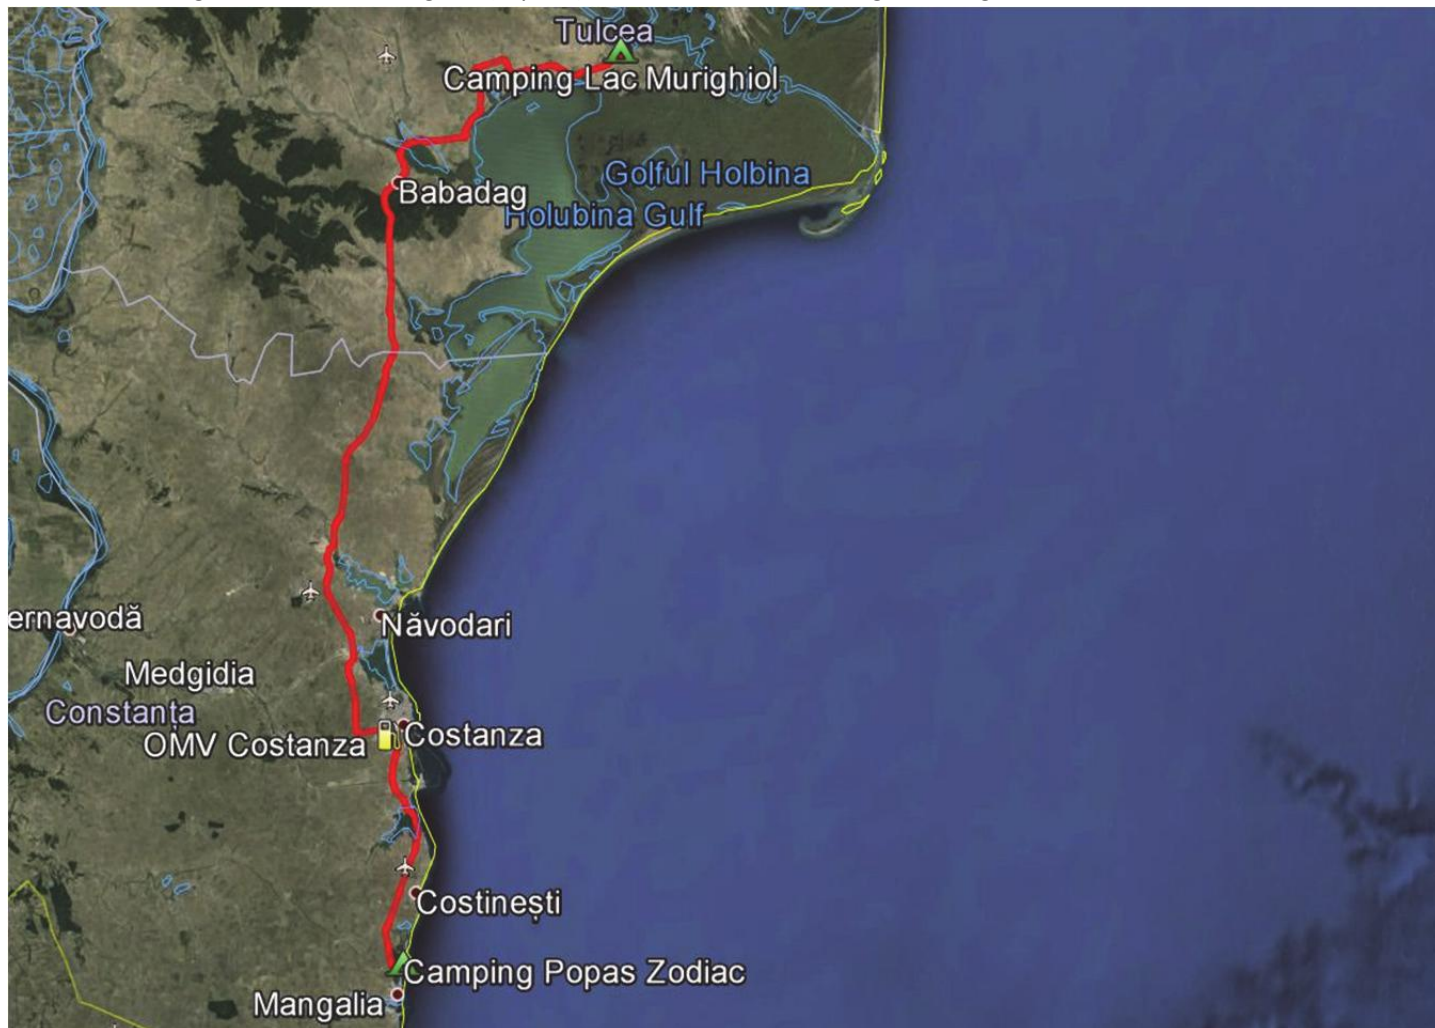 Tulcea
Camping Lac Murighiol
Golful Holbina
Babadag
Holubina Gulf
ernavodă
Năvodari
Medgidia
Constanța
OMV Costanza
Costanza
Costinești
Camping Popas Zodiac
Mangalia